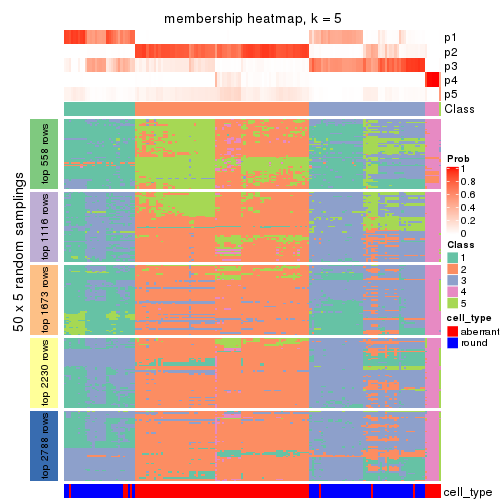 membership heatmap, k = 5
p1
p2
p3
p4
p5
Class
50 x 5 random samplings
top 558 rows
top 1116 rows
top 1673 rows
top 2230 rows
top 2788 rows
cell_type
Prob
1
0.8
0.6
0.4
0.2
0
Class
1
2
3
4
5
cell_type
aberrant
round